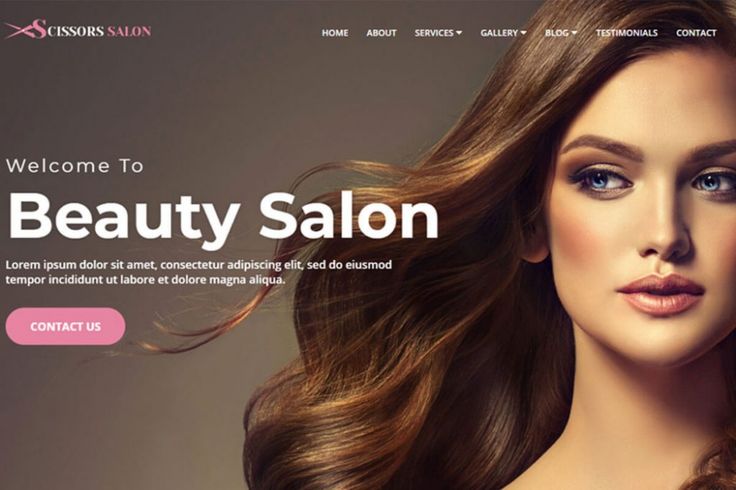 SCISSORS SALON
HOME ABOUT SERVICES GALLERY BLOG TESTIMONIALS CONTACT
Welcome To
Beauty Salon
Lorem ipsum dolor sit amet, consectetur adipiscing elit, sed do eiusmod
tempor incididunt ut labore et dolore magna aliqua.
CONTACT US